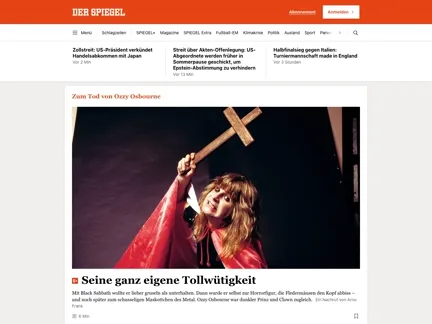 DER SPIEGEL
Abonnement
Anmelden
Menü
Schlagzeilen
SPIEGEL+
Magazine
SPIEGEL Extra
Fußball-EM
Klimakrise
Politik
Ausland
Sport
Zollstreit: US-Präsident verkündet
Handelsabkommen mit Japan
Vor 2 Min
Streit über Akten-Offenlegung: US-
Abgeordnete werden früher in
Sommerpause geschickt, um
Epstein-Abstimmung zu verhindern
Vor 13 Min
Halbfinalsieg gegen Italien:
Turniermannschaft made in England
Vor 5 Stunden
Zum Tod von Ozzy Osbourne
Seine ganz eigene Tollwütigkeit
Mit Black Sabbath wollte er lieber gruseln als unterhalten. Dann wurde er selbst zur Horrorfigur, die Fledermäusen den Kopf abbiss –
und noch später zum schusseligen Maskottchen des Metal. Ozzy Osbourne war dunkler Prinz und Clown zugleich. Ein Nachruf von Arno
Frank
6 Min